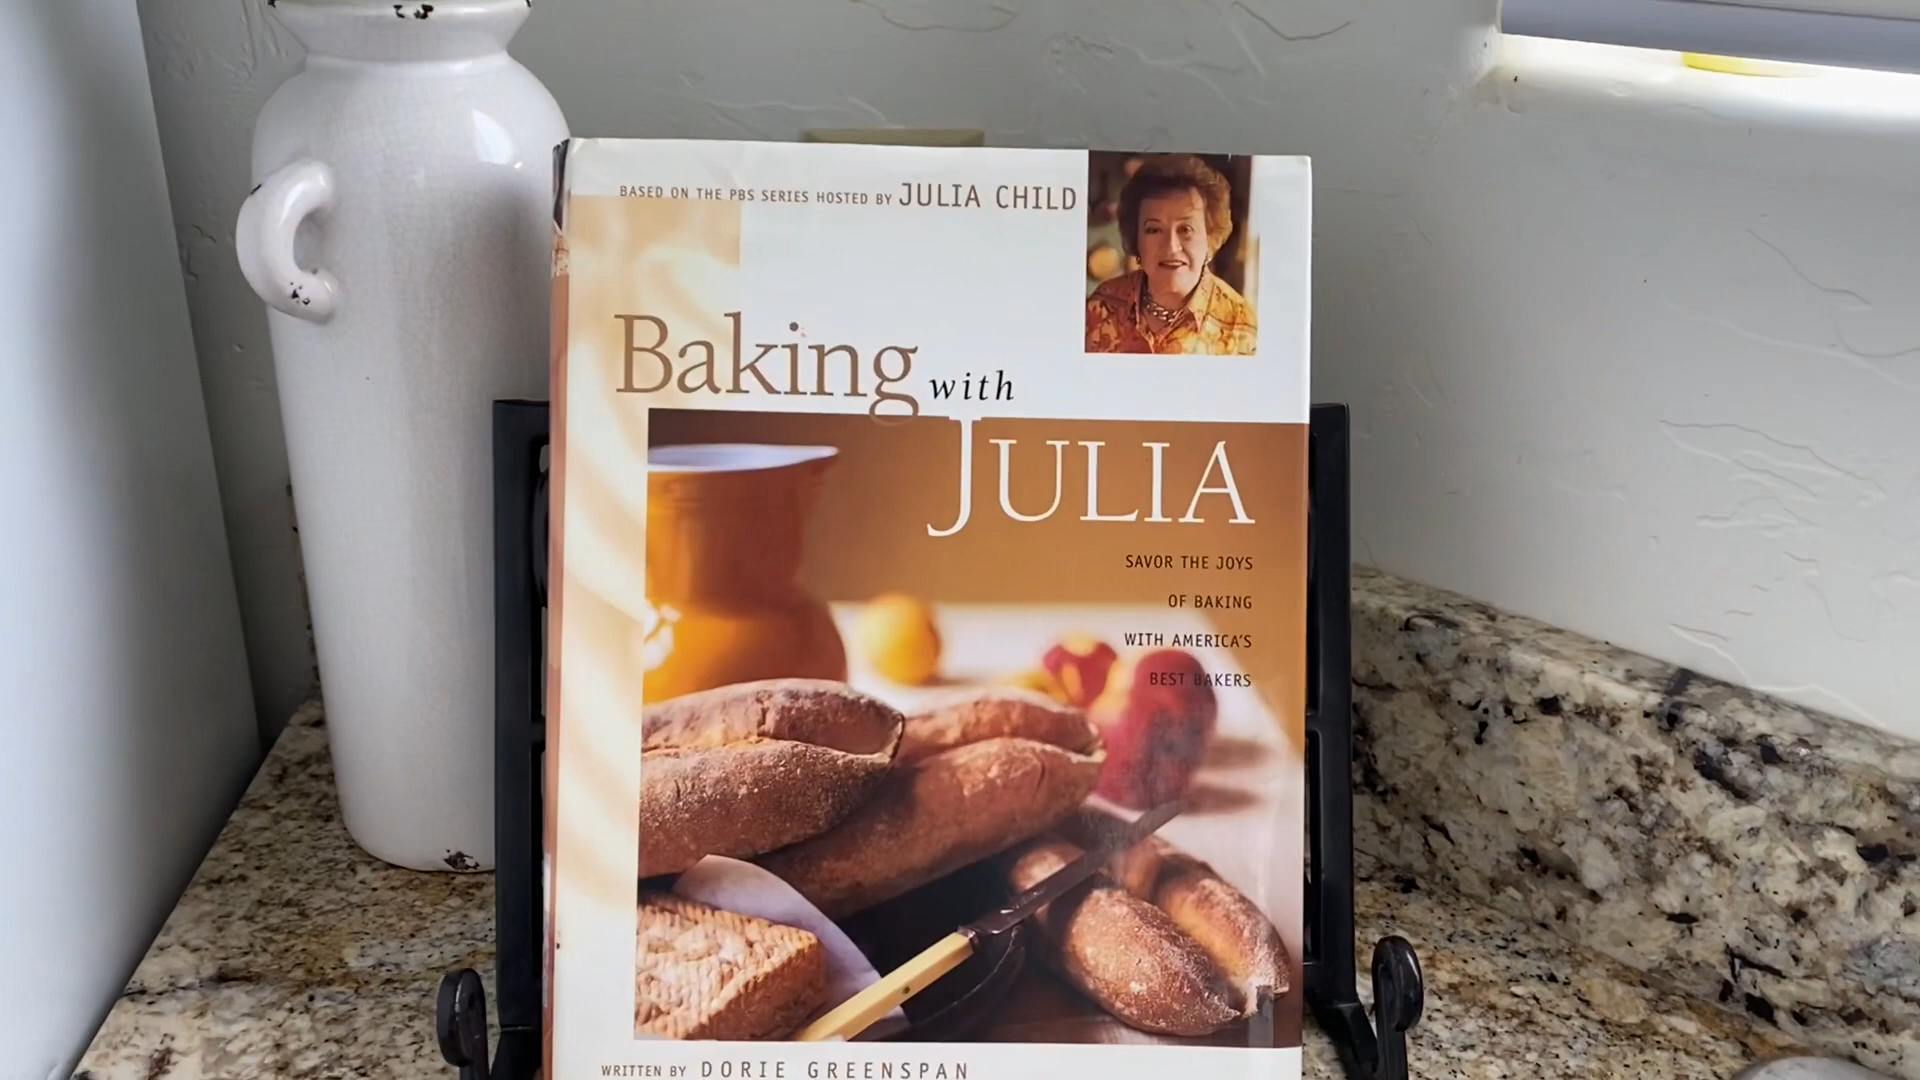 BASED ON THE PBS SERIES HOSTED BY JULIA CHILD
Baking with
JULIA
SAVOR THE JOYS
OF BAKING
WITH AMERICA'S
BEST BAKERS
WRITTEN BY DORIE GREENSPAN